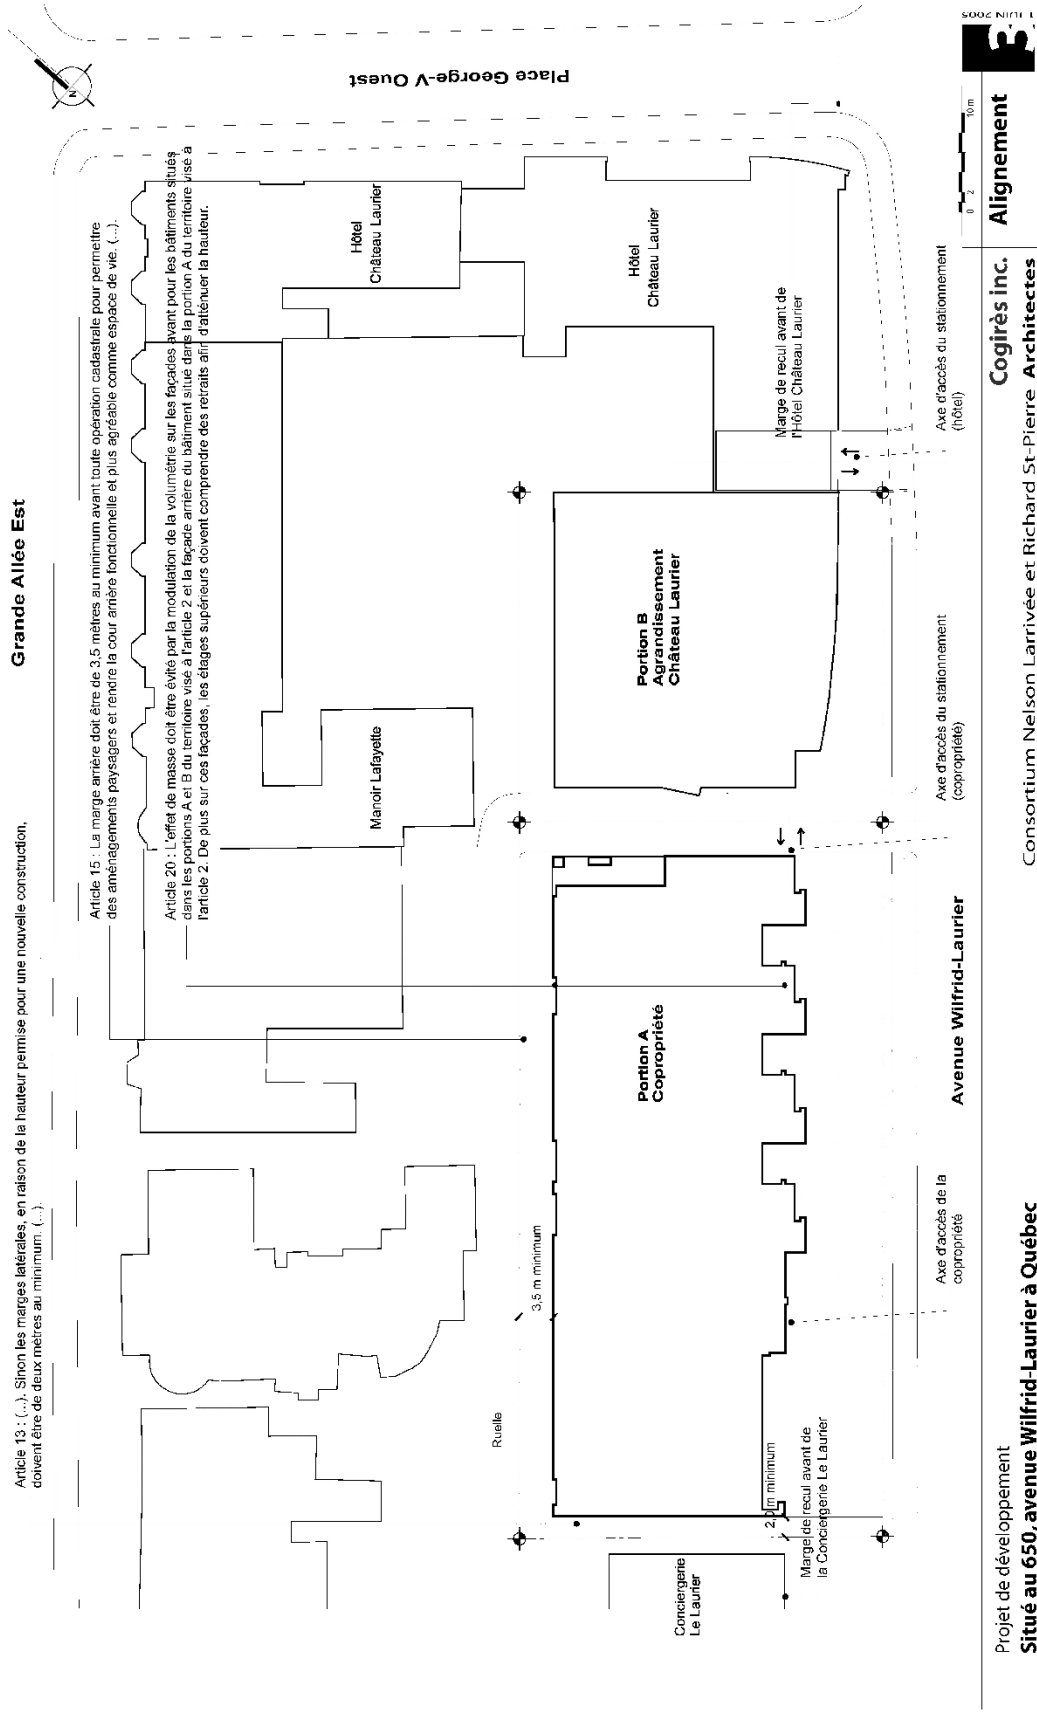 Grande Allée Est
Place George-V Ouest
N
Article 13 : (...). Sinon les marges latérales, en raison de la hauteur permise pour une nouvelle construction,
doivent être de deux mètres au minimum. (...).
Article 15 : La marge arrière doit être de 3,5 mètres au minimum avant toute opération cadastrale pour permettre
des aménagements paysagers et rendre la cour arrière fonctionnelle et plus agréable comme espace de vie. (...).
Article 20 : L'effet de masse doit être évité par la modulation de la volumétrie sur les façades avant pour les bâtiments situés
dans les portions A et B du territoire visé à l'article 2 et la façade arrière du bâtiment situé dans la portion A du territoire visé à
l'article 2. De plus sur ces façades, les étages supérieurs doivent comprendre des retraits afin d'atténuer la hauteur.
Hôtel
Château Laurier
Hôtel
Château Laurier
Manoir Lafayette
Marge de recul avant de
l'Hôtel Château Laurier
Portion B
Agrandissement
Château Laurier
Portion A
Copropriété
3,5 m minimum
Ruelle
2,0 m minimum
Marge de recul avant de
la Conciergerie Le Laurier
Conciergerie
Le Laurier
Axe d'accès de la
copropriété
Axe d'accès du stationnement
(copropriété)
Axe d'accès du stationnement
(hôtel)
Avenue Wilfrid-Laurier
0 2 10 m
Projet de développement
Situé au 650, avenue Wilfrid-Laurier à Québec
Cogirès inc.
Consortium Nelson Larrivée et Richard St-Pierre Architectes
Alignement
3
1 JUIN 2005